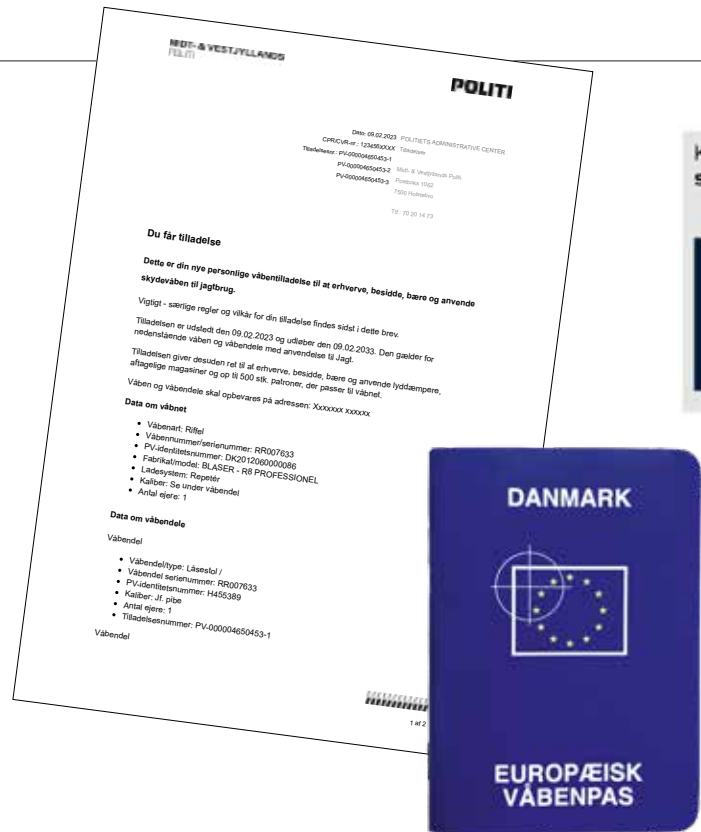 MIDT- & VESTJYLLANDS
POLITI
POLITI
Dato: 09.02.2023
CPR/CVR-nr.: 123456XXXX
Tilladelsesnr.: PV-000004650453-1
PV-000004650453-2
PV-000004650453-3
POLITIETS ADMINISTRATIVE CENTER
Tilladelser
Midt- & Vestjyllands Politi
Postboks 1082
7500 Holstebro
Tlf.: 70 20 14 73
Du får tilladelse
Dette er din nye personlige våbentilladelse til at erhverve, besidde, bære og anvende
skydevåben til jagtbrug.
Vigtigt - særlige regler og vilkår for din tilladelse findes sidst i dette brev.
Tilladelsen er udstedt den 09.02.2023 og udløber den 09.02.2033. Den gælder for
nedenstående våben og våbendele med anvendelse til Jagt.
Tilladelsen giver desuden ret til at erhverve, besidde, bære og anvende lyddæmpere,
aftagelige magasiner og op til 500 stk. patroner, der passer til våbnet.
Våben og våbendele skal opbevares på adressen: Xxxxxxx xxxxxx
Data om våbnet
• Våbenart: Riffel
• Våbennummer/serienummer: RR007633
• PV-identitetsnummer: DK2012060000086
• Fabrikat/model: BLASER - R8 PROFESSIONEL
• Ladesystem: Repetér
• Kaliber: Se under våbendel
• Antal ejere: 1
Data om våbendele
Våbendel
• Våbendel/type: Låsestol /
• Våbendel serienummer: RR007633
• PV-identitetsnummer: H455389
• Kaliber: Jf. pibe
• Antal ejere: 1
• Tilladelsesnummer: PV-000004650453-1
Våbendel
1 af 2
DANMARK
EUROPÆISK
VÅBENPAS